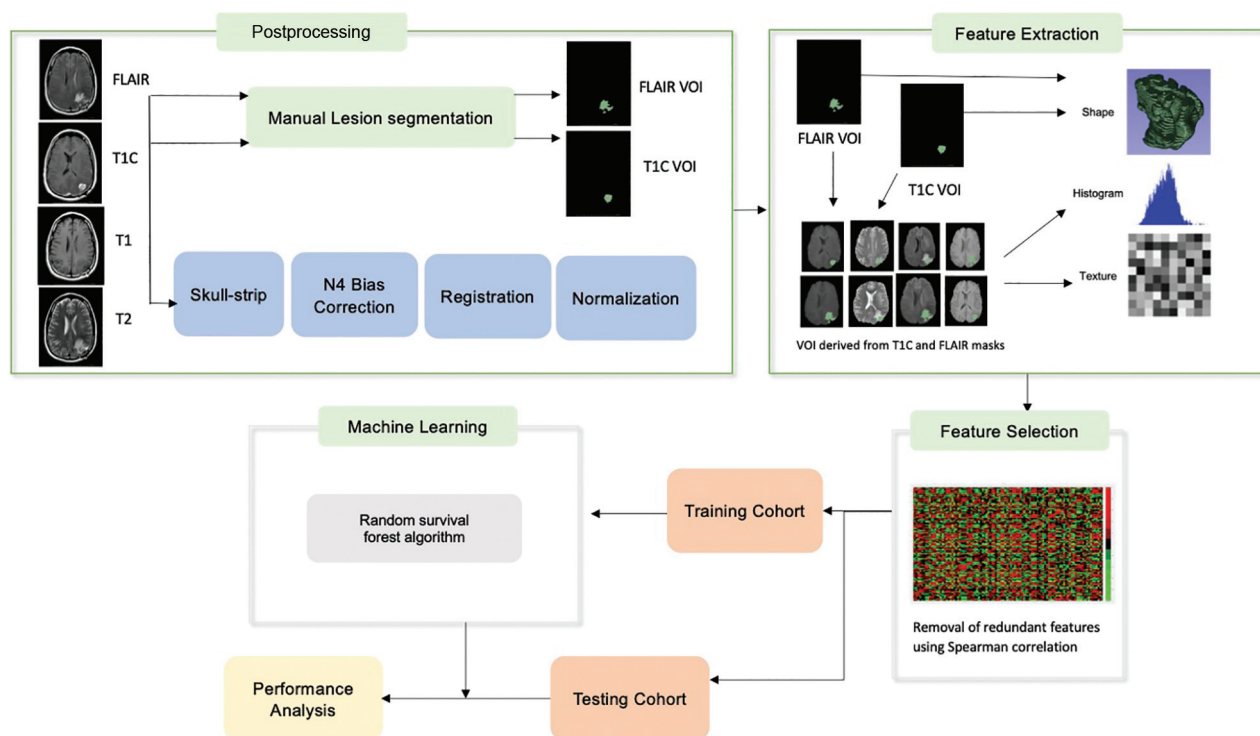 Postprocessing
FLAIR
T1C
T1
T2
Manual Lesion segmentation
FLAIR VOI
T1C VOI
Skull-strip
N4 Bias
Correction
Registration
Normalization
Feature Extraction
FLAIR VOI
T1C VOI
Shape
Histogram
Texture
VOI derived from T1C and FLAIR masks
Machine Learning
Random survival
forest algorithm
Training Cohort
Feature Selection
Removal of redundant features
using Spearman correlation
Performance
Analysis
Testing Cohort